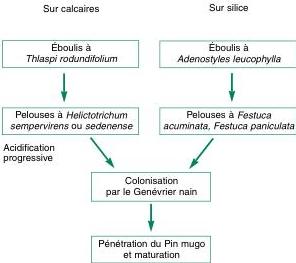 Sur calcaires
Sur silice
Éboulis à
Thlaspi rodundifolium
Éboulis à
Adenostyles leucophylla
Pelouses à Helictotrichum
sempervirens ou sedenense
Pelouses à Festuca
acuminata, Festuca paniculata
Acidification
progressive
Colonisation
par le Genévrier nain
Pénétration du Pin mugo
et maturation